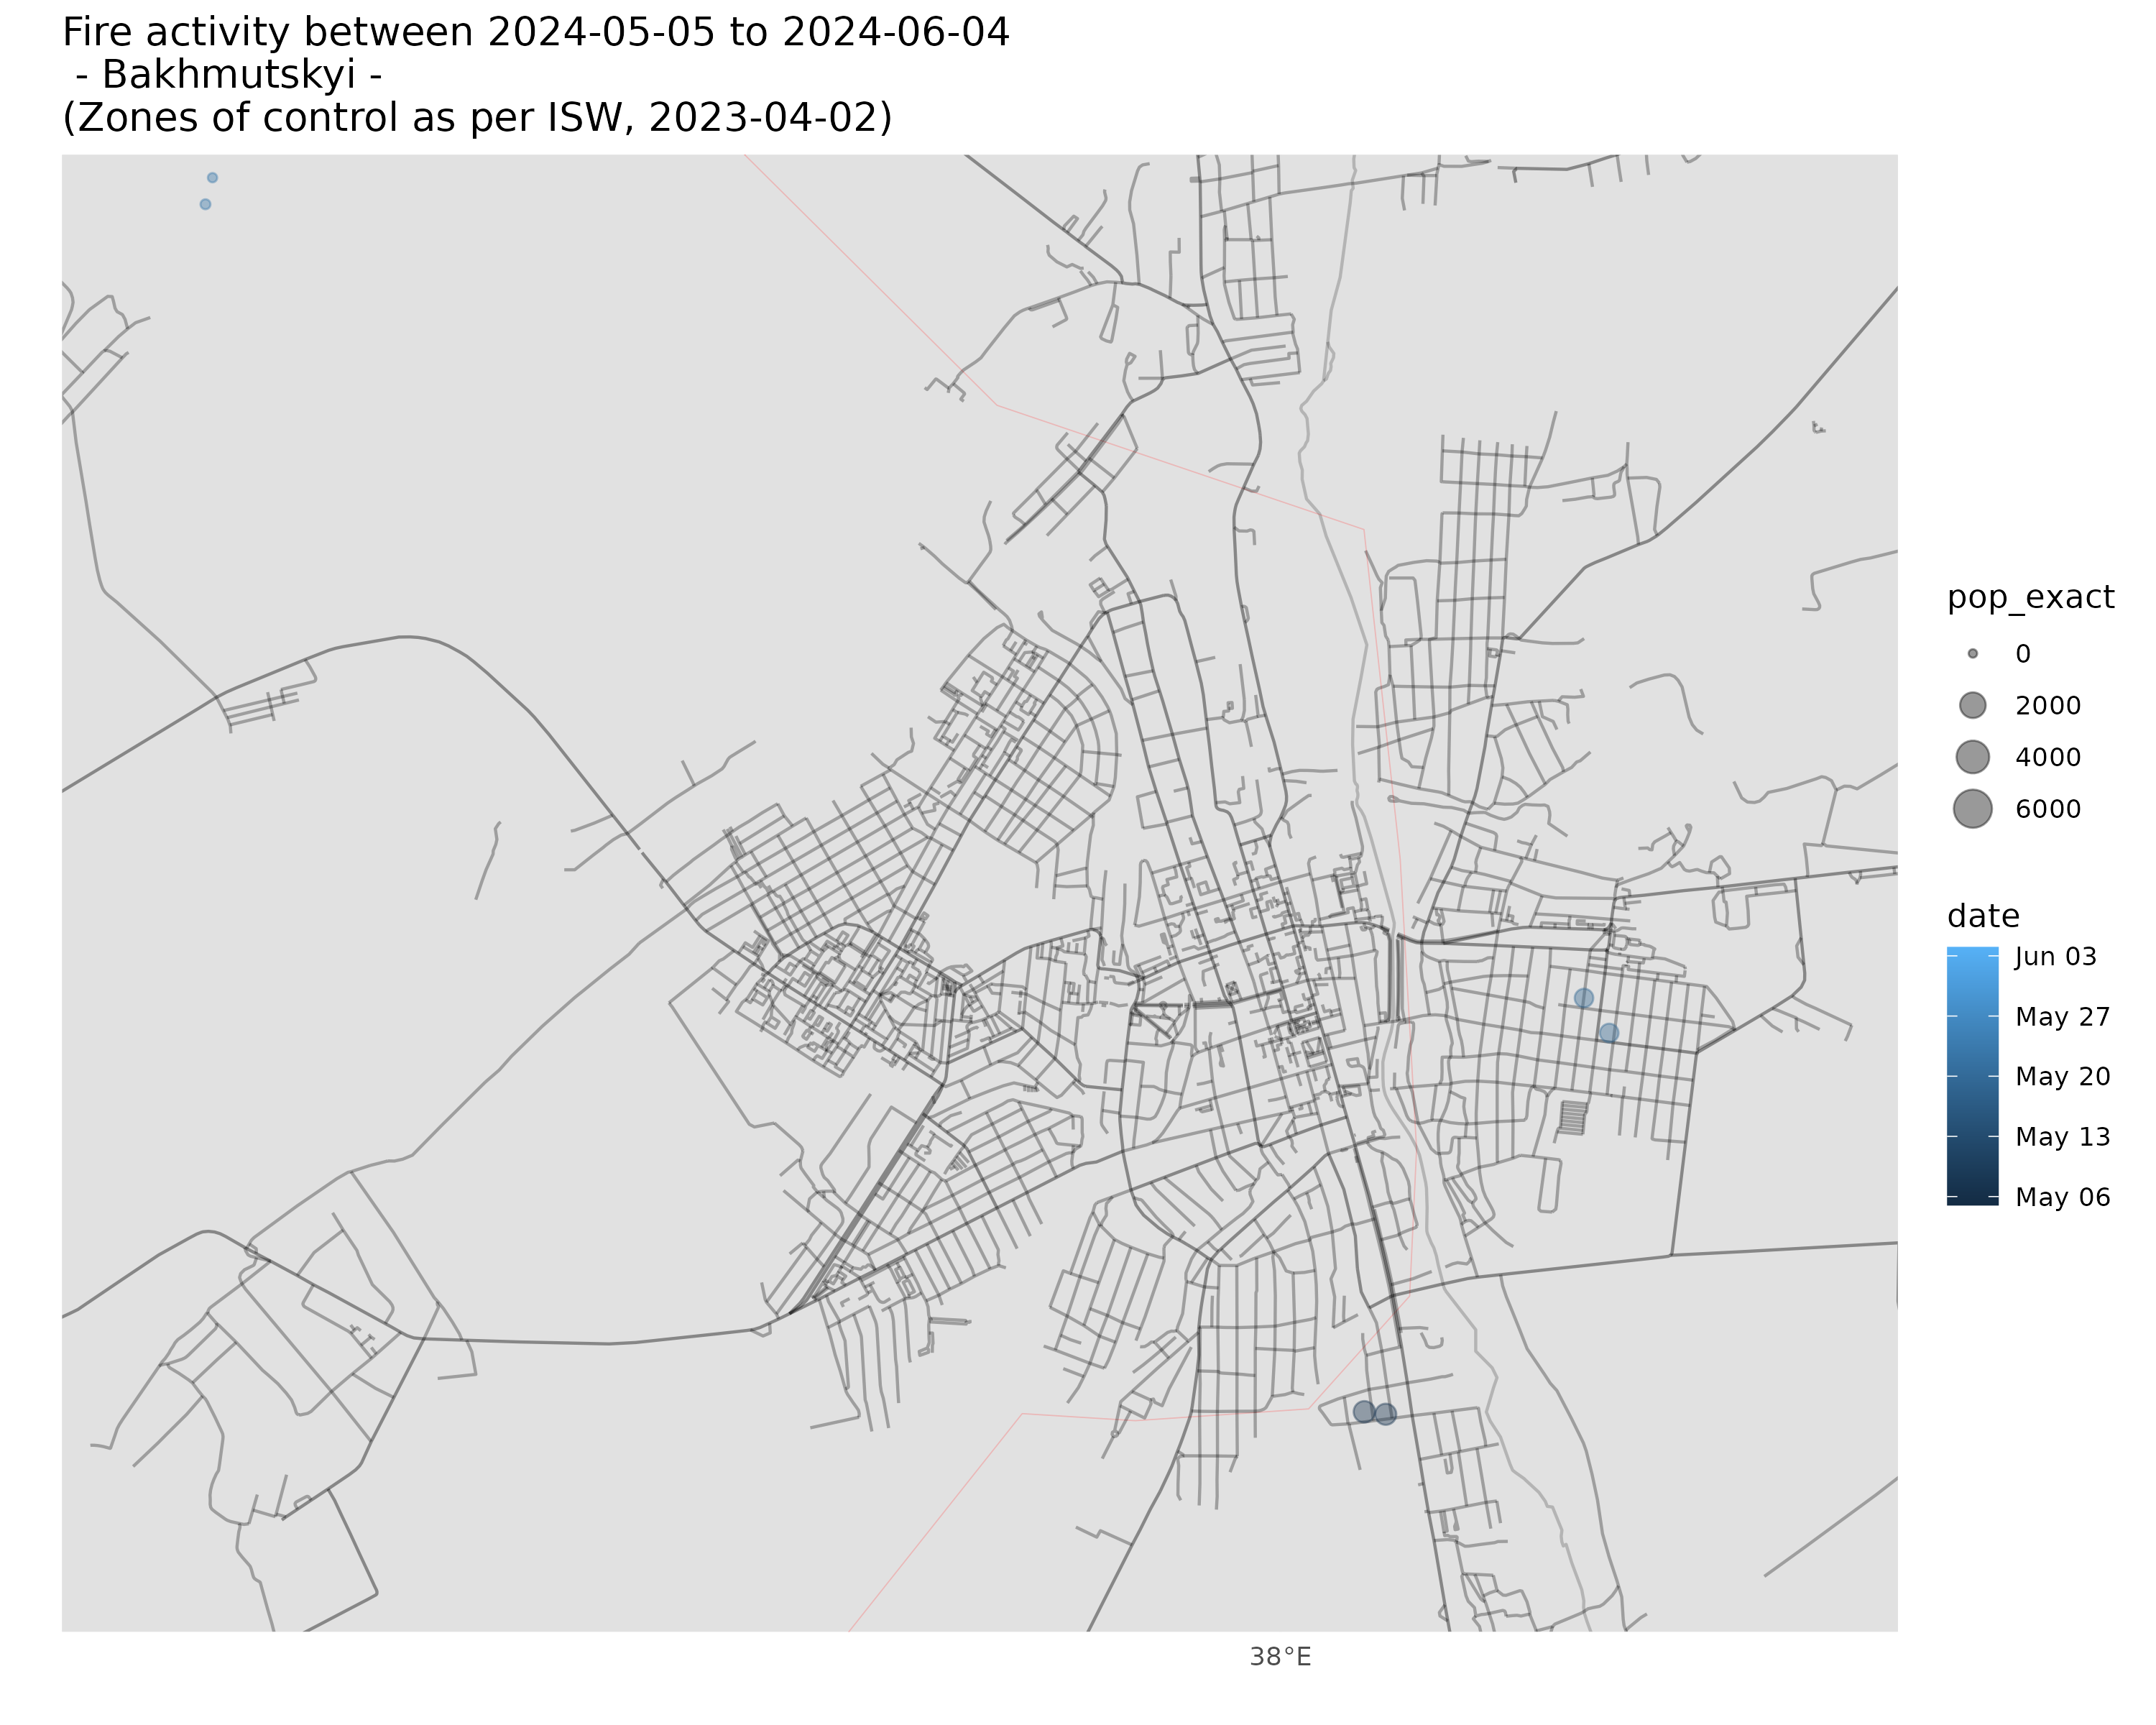 Fire activity between 2024-05-05 to 2024-06-04
- Bakhmutskyi -
(Zones of control as per ISW, 2023-04-02)
pop_exact
0
2000
4000
6000
date
Jun 03
May 27
May 20
May 13
May 06
38°E